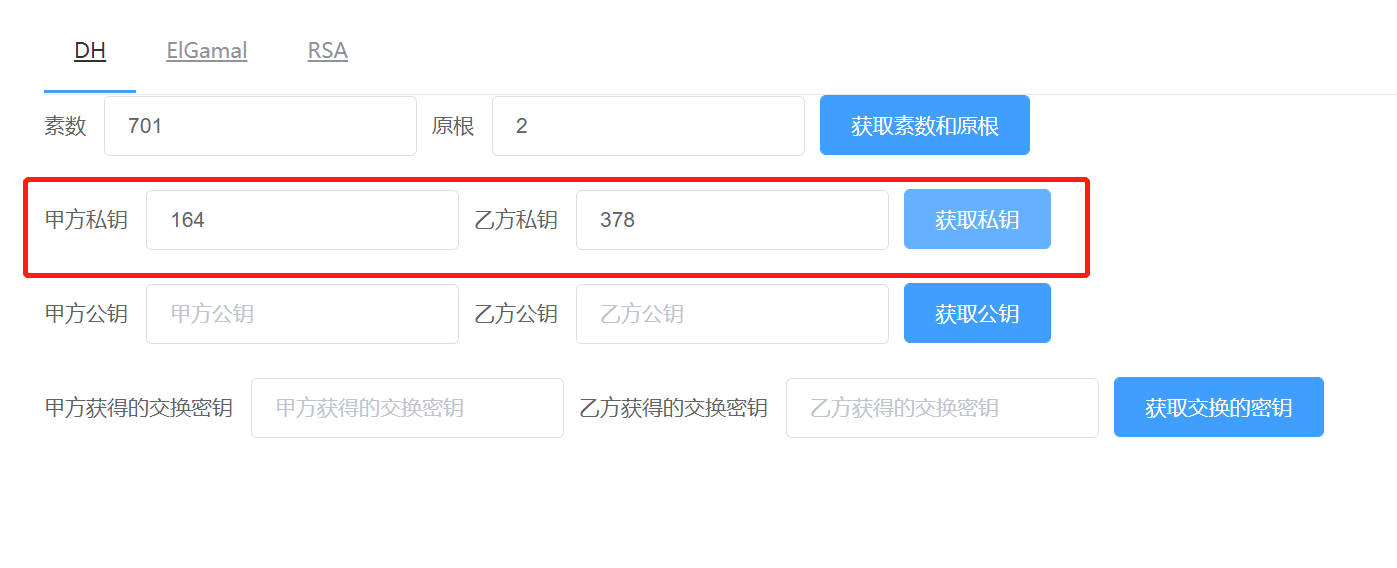 DH ElGamal RSA
素数 701 原根 2 获取素数和原根
甲方私钥 164 乙方私钥 378 获取私钥
甲方公钥 甲方公钥 乙方公钥 乙方公钥 获取公钥
甲方获得的交换密钥 甲方获得的交换密钥 乙方获得的交换密钥 乙方获得的交换密钥 获取交换的密钥